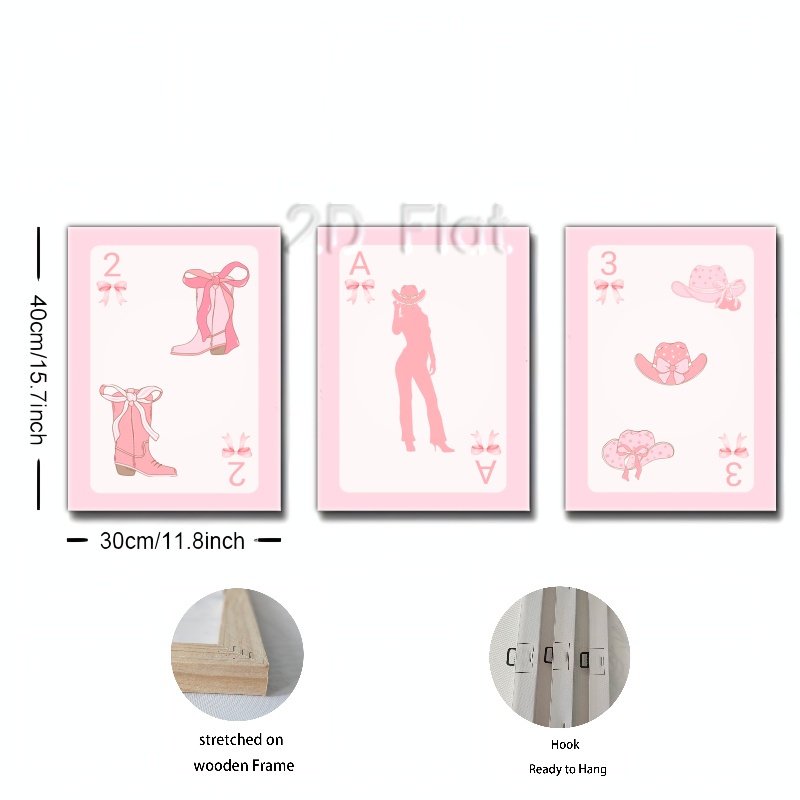 2D Flat
2
A
3
40cm/15.7inch
2
A
3
30cm/11.8inch
stretched on
wooden Frame
Hook
Ready to Hang